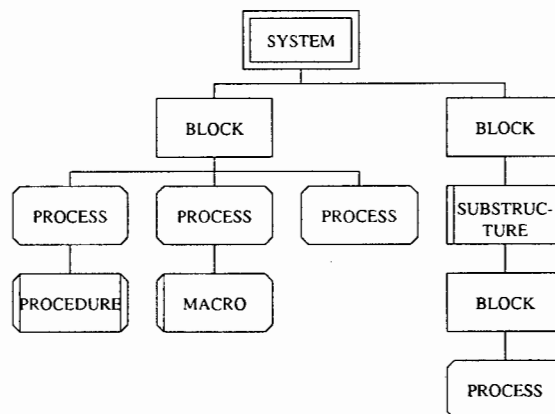 SYSTEM
BLOCK
BLOCK
PROCESS
PROCESS
PROCESS
SUBSTRUC-
TURE
PROCEDURE
MACRO
BLOCK
PROCESS